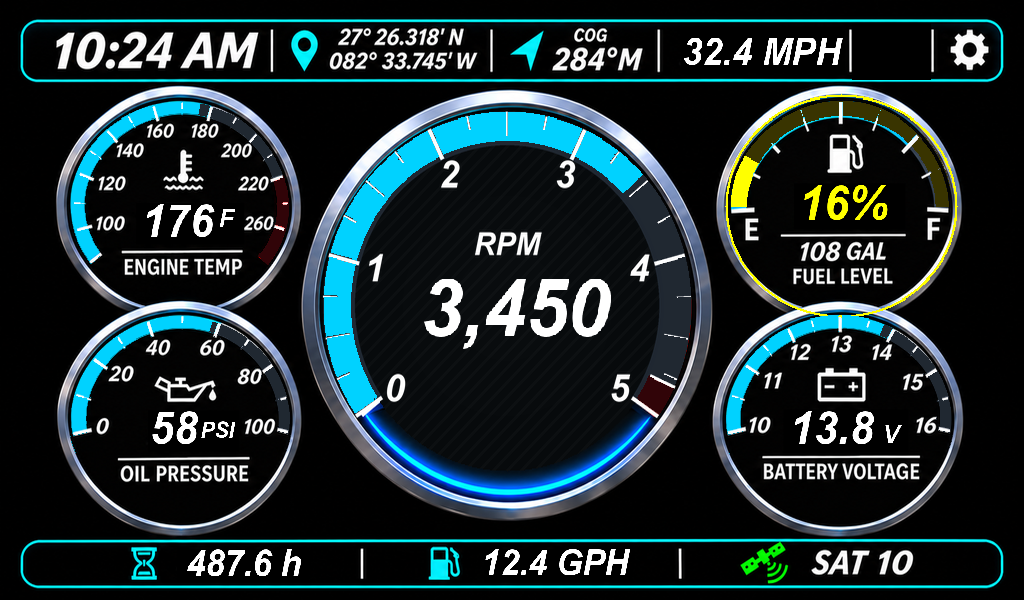 10:24 AM
27° 26.318' N
082° 33.745' W
COG
284°M
32.4 MPH
100
120
140
160
180
200
220
260
176 F
ENGINE TEMP
0
1
2
3
4
5
RPM
3,450
16%
E
F
108 GAL
FUEL LEVEL
0
20
40
60
80
100
58 PSI
OIL PRESSURE
10
11
12
13
14
15
16
13.8 V
BATTERY VOLTAGE
487.6 h
12.4 GPH
SAT 10